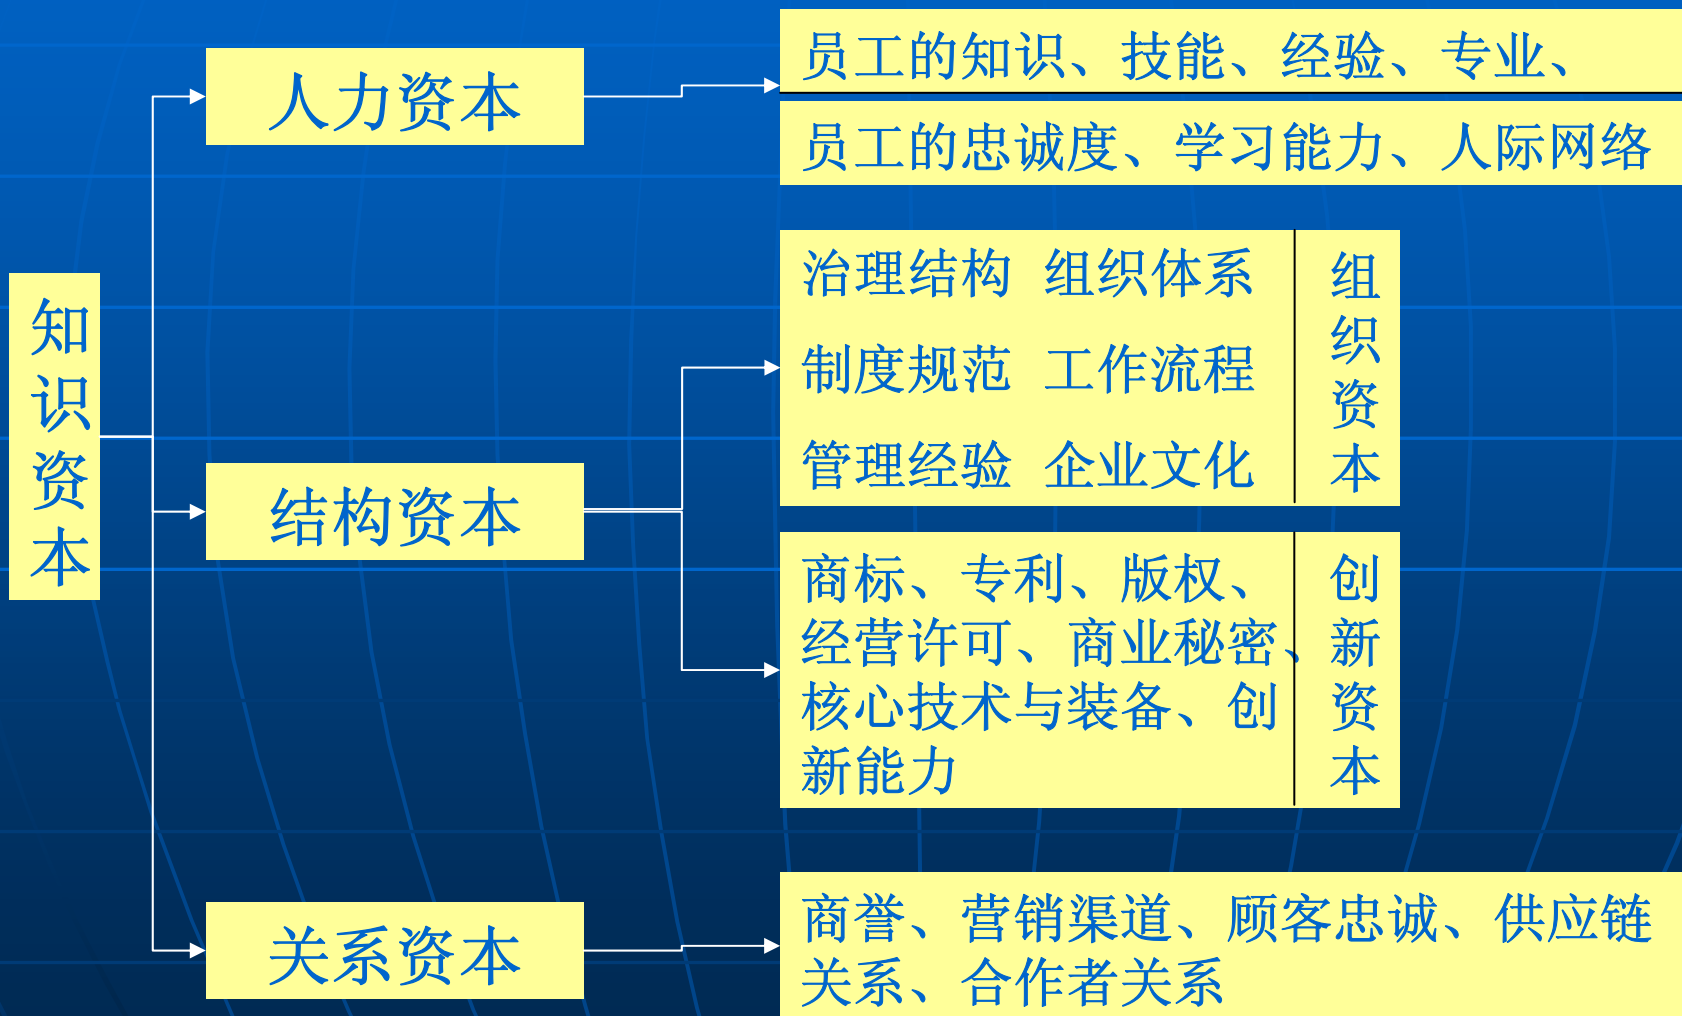 知识资本
人力资本
员工的知识、技能、经验、专业、
员工的忠诚度、学习能力、人际网络
结构资本
治理结构 组织体系
制度规范 工作流程
管理经验 企业文化
组织资本
商标、专利、版权、
经营许可、商业秘密、
核心技术与装备、创
新能力
创新资本
关系资本
商誉、营销渠道、顾客忠诚、供应链
关系、合作者关系